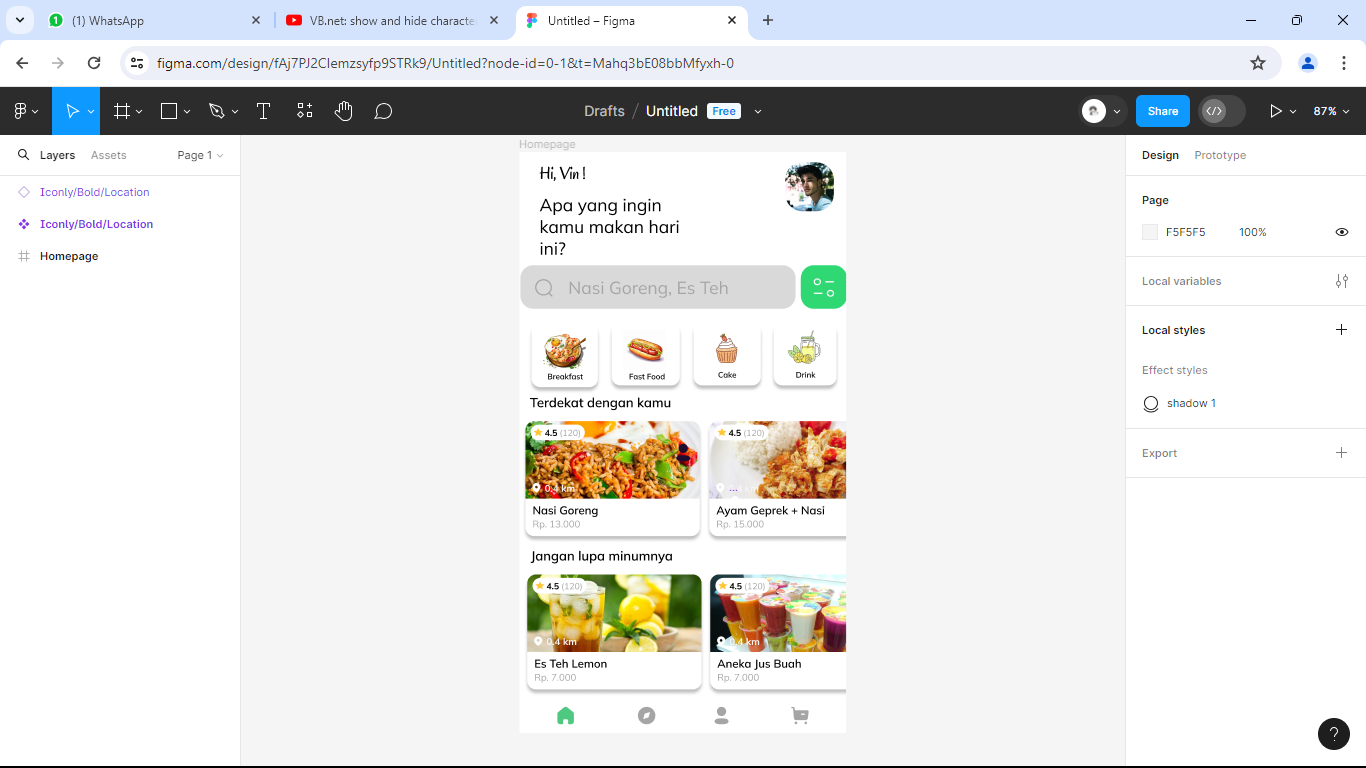 (1) WhatsApp
VB.net: show and hide characte
Untitled – Figma
figma.com/design/fAj7PJ2Clemzsyfp9STRk9/Untitled?node-id=0-1&t=Mahq3bE08bbMfyxh-0
Drafts / Untitled Free
Share
87%
Layers Assets Page 1
Iconly/Bold/Location
Iconly/Bold/Location
Homepage
Homepage
Hi, Vin !
Apa yang ingin
kamu makan hari
ini?
Nasi Goreng, Es Teh
Breakfast
Fast Food
Cake
Drink
Terdekat dengan kamu
4.5 (120)
0.4 km
Nasi Goreng
Rp. 13.000
4.5 (120)
...
Ayam Geprek + Nasi
Rp. 15.000
Jangan lupa minumnya
4.5 (120)
0.4 km
Es Teh Lemon
Rp. 7.000
4.5 (120)
0.4 km
Aneka Jus Buah
Rp. 7.000
Design Prototype
Page
F5F5F5 100%
Local variables
Local styles
Effect styles
shadow 1
Export
?